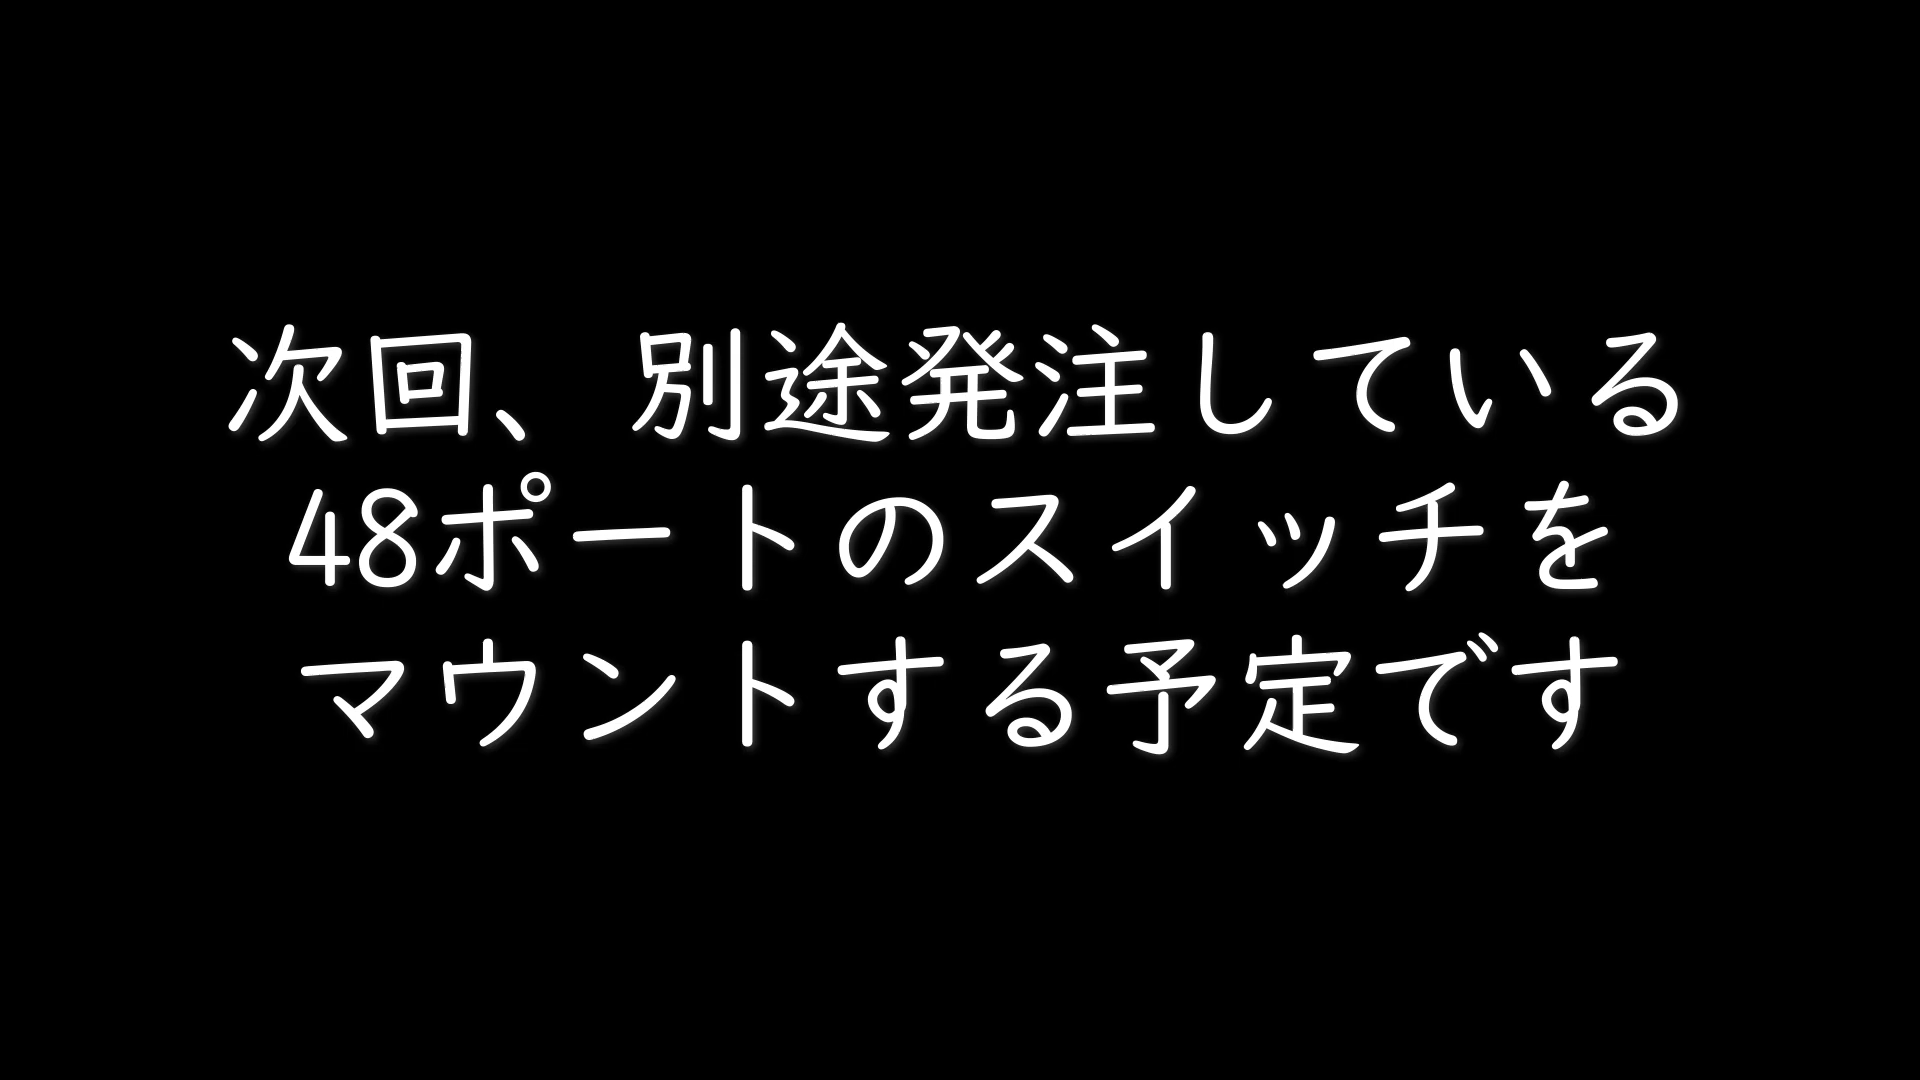 次回、別途発注している
48ポートのスイッチを
マウントする予定です